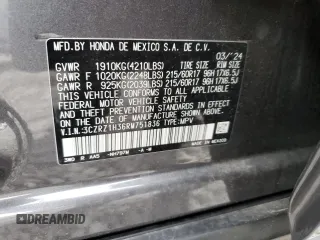 MFD. BY HONDA DE MEXICO S.A. DE C.V.
03/'24
GVWR 1910KG(4210LBS) TIRE SIZE RIM SIZE
GAWR F 1020KG(2248LBS) 215/60R17 96H 17X6.5J
GAWR R 925KG(2039LBS) 215/60R17 96H 17X6.5J
THIS VEHICLE CONFORMS TO ALL APPLICABLE
FEDERAL MOTOR VEHICLE SAFETY AND THEFT
PREVENTION STANDARDS IN EFFECT ON THE DATE
OF MANUFACTURE SHOWN ABOVE.
V.I.N.:3CZRZ1H36RM751836 TYPE:MPV
NH797M
MADE IN MEXICO
DREAMBID